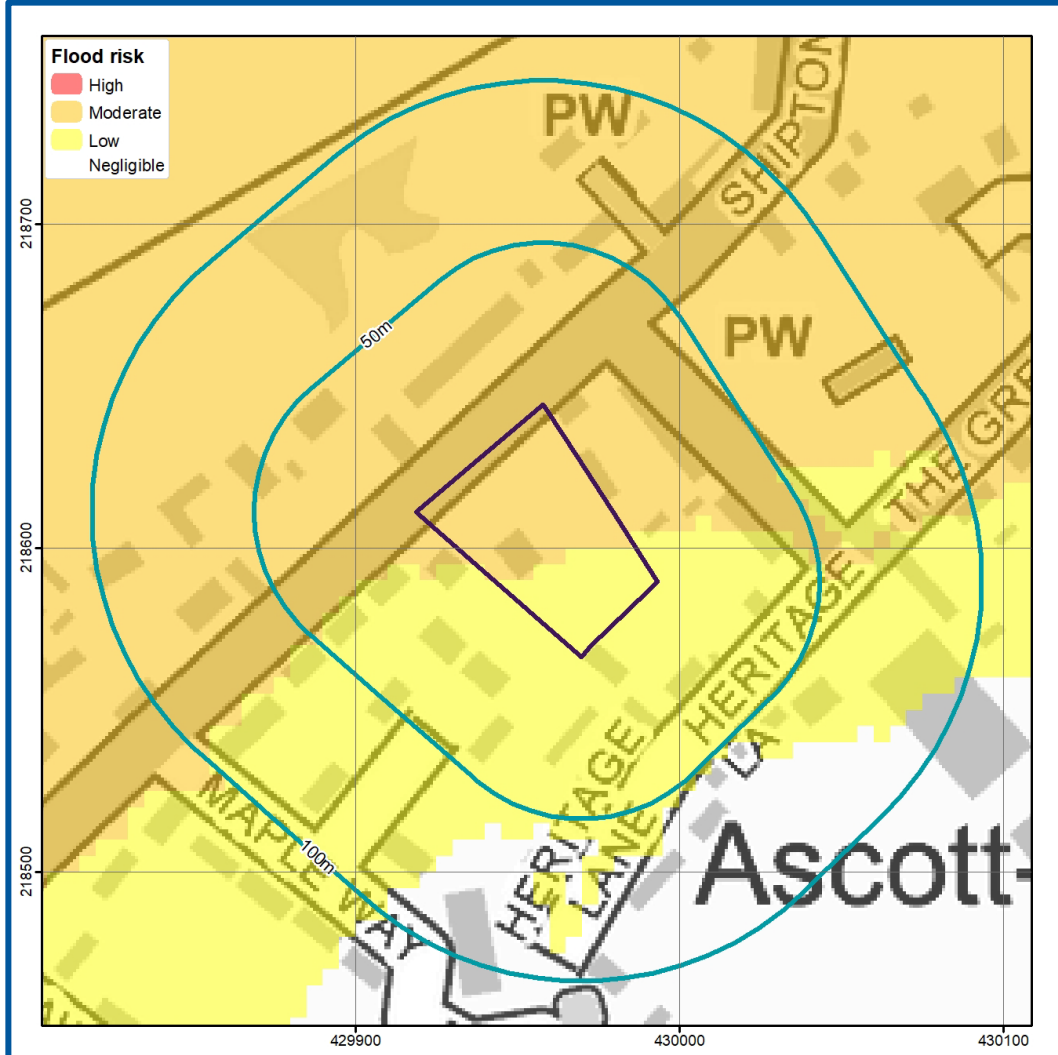 Flood risk
High
Moderate
Low
Negligible
PW
SHIPTON
218700
50m
PW
THE GRE
218600
HERITAGE
HERITAGE
LA
LANE
MAPLE WAY
100m
218500
Ascott-
429900
430000
430100